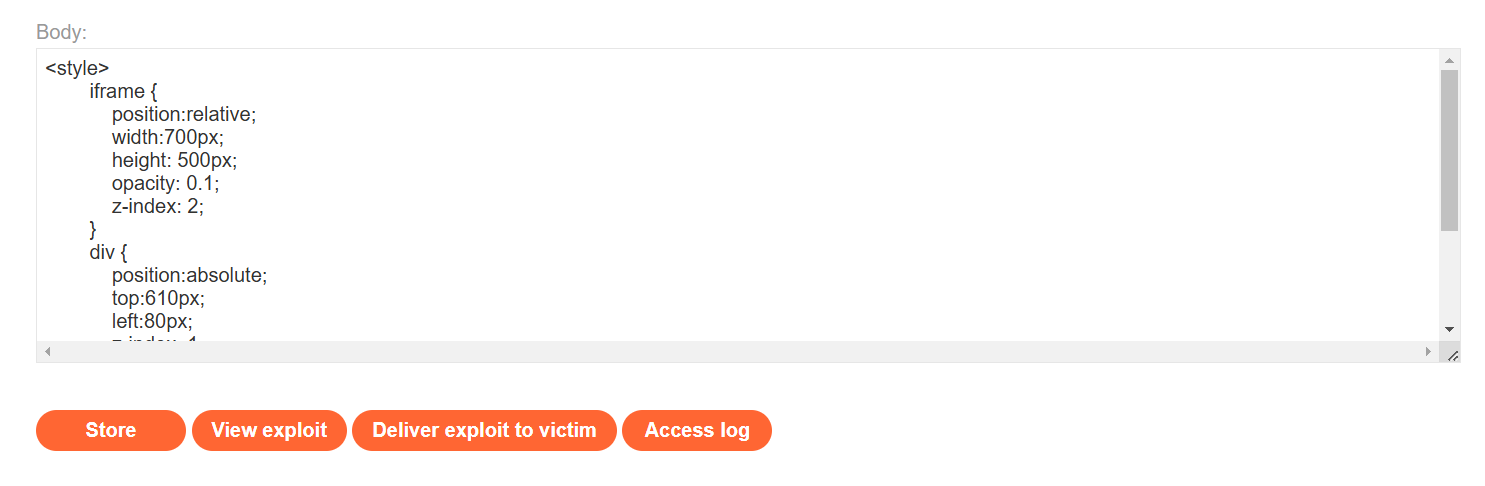 Body:
<style>
iframe {
position:relative;
width:700px;
height: 500px;
opacity: 0.1;
z-index: 2;
}
div {
position:absolute;
top:610px;
left:80px;
Store View exploit Deliver exploit to victim Access log